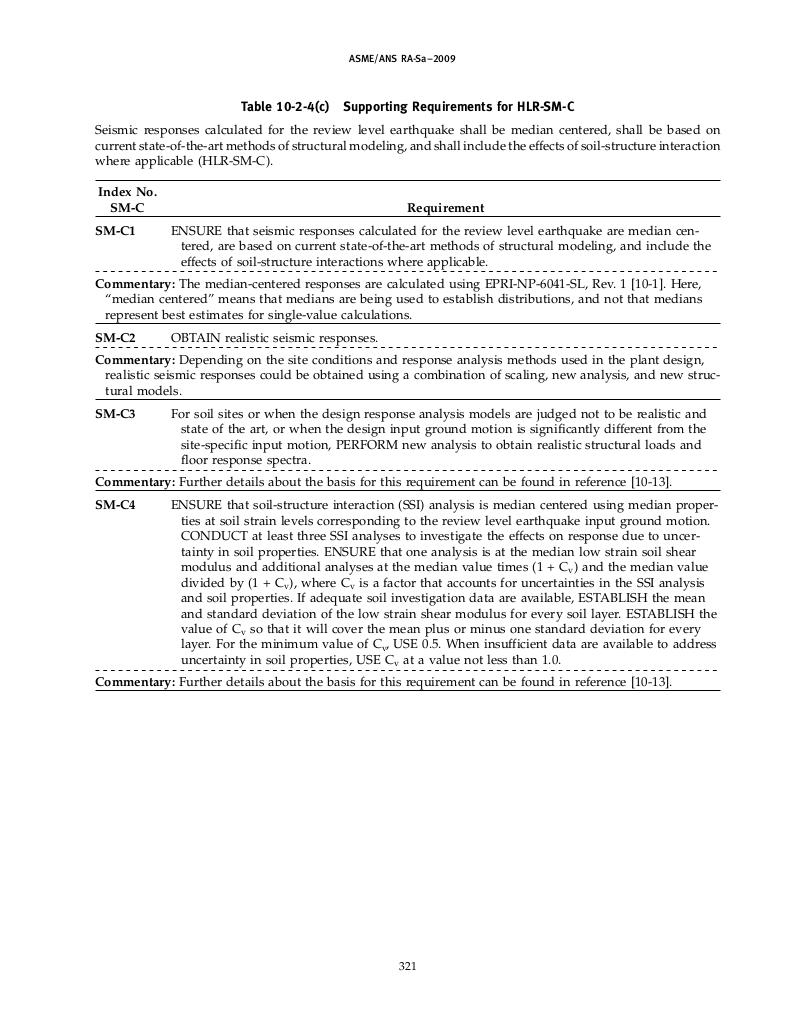 ASME/ANS RA-Sa–2009
Table 10-2-4(c) Supporting Requirements for HLR-SM-C
Seismic responses calculated for the review level earthquake shall be median centered, shall be based on
current state-of-the-art methods of structural modeling, and shall include the effects of soil-structure interaction
where applicable (HLR-SM-C).
Index No.
SM-C Requirement
SM-C1 ENSURE that seismic responses calculated for the review level earthquake are median cen-
tered, are based on current state-of-the-art methods of structural modeling, and include the
effects of soil-structure interactions where applicable.
Commentary: The median-centered responses are calculated using EPRI-NP-6041-SL, Rev. 1 [10-1]. Here,
“median centered” means that medians are being used to establish distributions, and not that medians
represent best estimates for single-value calculations.
SM-C2 OBTAIN realistic seismic responses.
Commentary: Depending on the site conditions and response analysis methods used in the plant design,
realistic seismic responses could be obtained using a combination of scaling, new analysis, and new struc-
tural models.
SM-C3 For soil sites or when the design response analysis models are judged not to be realistic and
state of the art, or when the design input ground motion is significantly different from the
site-specific input motion, PERFORM new analysis to obtain realistic structural loads and
floor response spectra.
Commentary: Further details about the basis for this requirement can be found in reference [10-13].
SM-C4 ENSURE that soil-structure interaction (SSI) analysis is median centered using median proper-
ties at soil strain levels corresponding to the review level earthquake input ground motion.
CONDUCT at least three SSI analyses to investigate the effects on response due to uncer-
tainty in soil properties. ENSURE that one analysis is at the median low strain soil shear
modulus and additional analyses at the median value times (1 + Cv) and the median value
divided by (1 + Cv), where Cv is a factor that accounts for uncertainties in the SSI analysis
and soil properties. If adequate soil investigation data are available, ESTABLISH the mean
and standard deviation of the low strain shear modulus for every soil layer. ESTABLISH the
value of Cv so that it will cover the mean plus or minus one standard deviation for every
layer. For the minimum value of Cv, USE 0.5. When insufficient data are available to address
uncertainty in soil properties, USE Cv at a value not less than 1.0.
Commentary: Further details about the basis for this requirement can be found in reference [10-13].
321